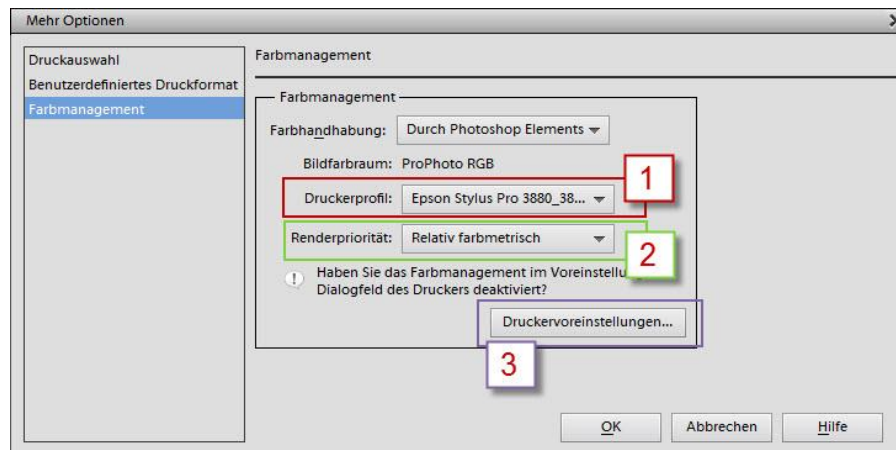 Mehr Optionen
Druckauswahl
Benutzerdefiniertes Druckformat
Farbmanagement
Farbmanagement
Farbmanagement
Farbhandhabung: Durch Photoshop Elements
Bildfarbraum: ProPhoto RGB
1
Druckerprofil: Epson Stylus Pro 3880_38...
Renderpriorität: Relativ farbmetrisch
2
Haben Sie das Farbmanagement im
Dialogfeld des Druckers deaktiviert?
Druckervoreinstellungen...
3
OK Abbrechen Hilfe